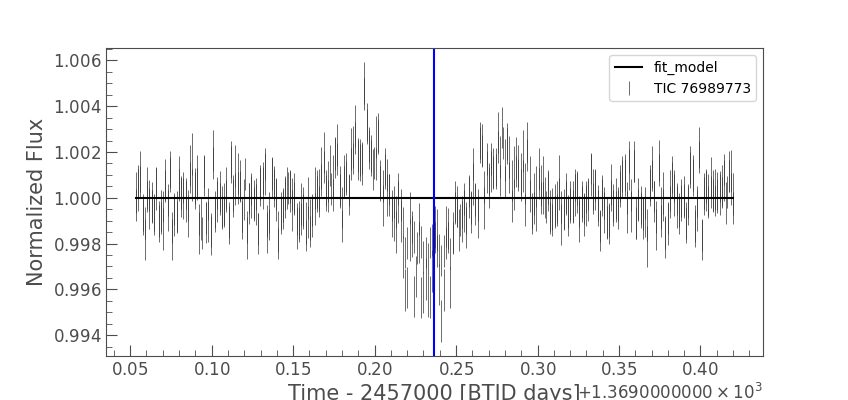 1.006
1.004
1.002
1.000
0.998
0.996
0.994
Normalized Flux
fit_model
TIC 76989773
0.05 0.10 0.15 0.20 0.25 0.30 0.35 0.40
Time - 2457000 [BTJD days]
+1.3690000000 × 10³